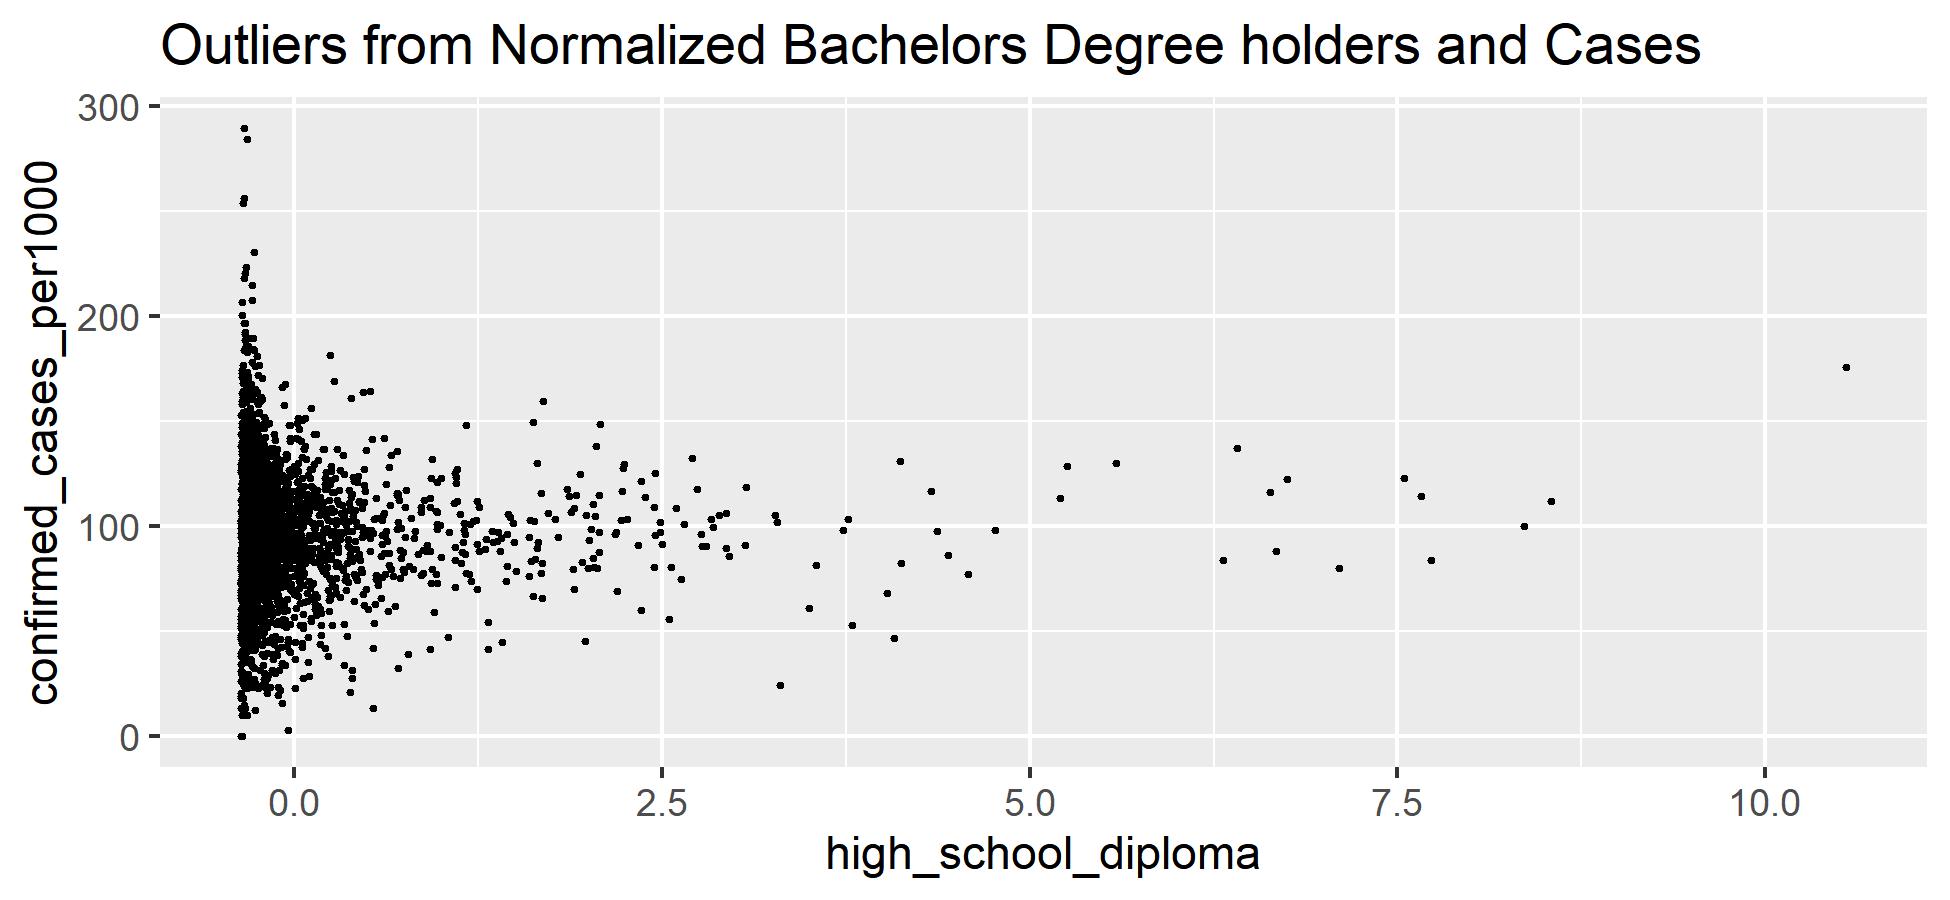 Outliers from Normalized Bachelors Degree holders and Cases
confirmed_cases_per1000
300
200
100
0
0.0 2.5 5.0 7.5 10.0
high_school_diploma